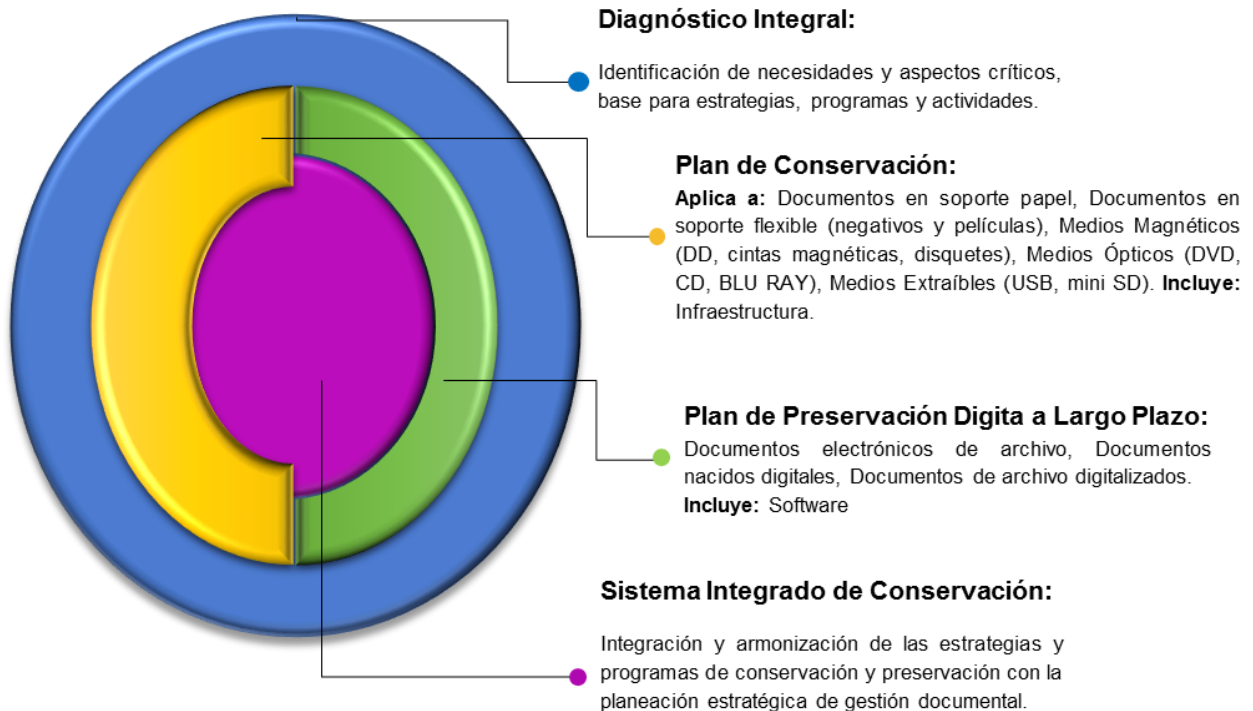 Diagnóstico Integral:
Identificación de necesidades y aspectos críticos,
base para estrategias, programas y actividades.
Plan de Conservación:
Aplica a: Documentos en soporte papel, Documentos en
soporte flexible (negativos y películas), Medios Magnéticos
(DD, cintas magnéticas, disquetes), Medios Ópticos (DVD,
CD, BLU RAY), Medios Extraíbles (USB, mini SD). Incluye:
Infraestructura.
Plan de Preservación Digita a Largo Plazo:
Documentos electrónicos de archivo, Documentos
nacidos digitales, Documentos de archivo digitalizados.
Incluye: Software
Sistema Integrado de Conservación:
Integración y armonización de las estrategias y
programas de conservación y preservación con la
planeación estratégica de gestión documental.